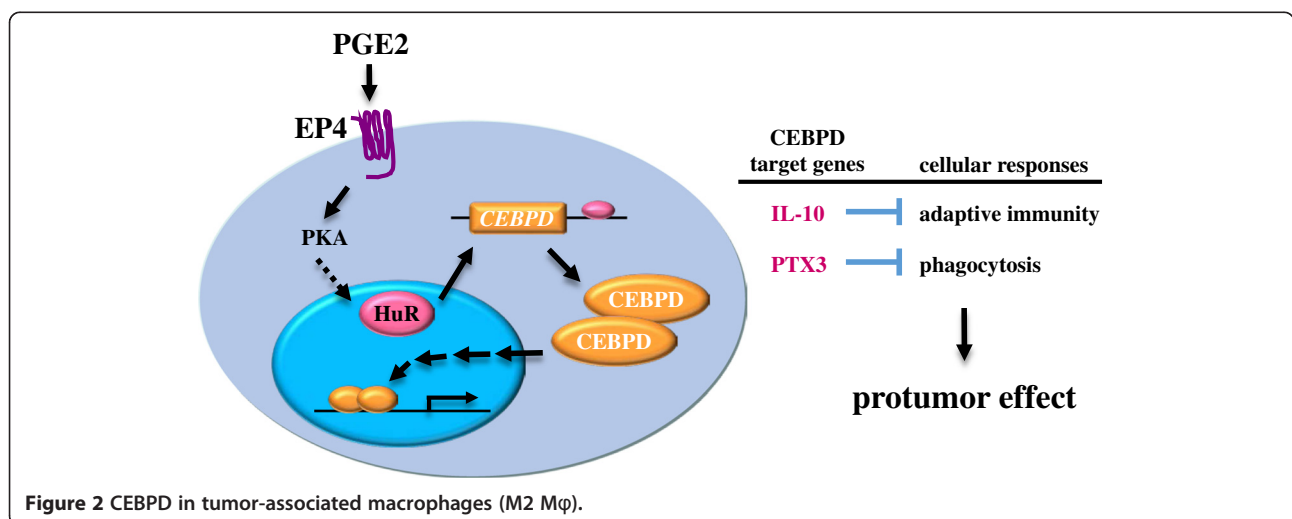 PGE2
EP4
PKA
HuR
CEBPD
CEBPD
CEBPD
CEBPD
target genes
cellular responses
IL-10
adaptive immunity
PTX3
phagocytosis
protumor effect
Figure 2 CEBPD in tumor-associated macrophages (M2 Mφ).